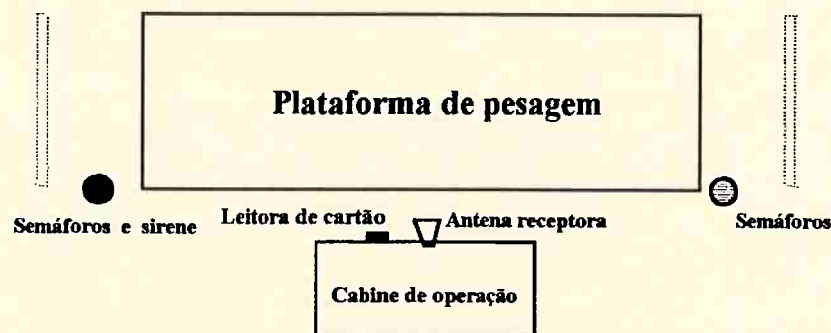 Plataforma de pesagem
Semáforos e sirene
Leitora de cartão
Antena receptora
Semáforos
Cabine de operação